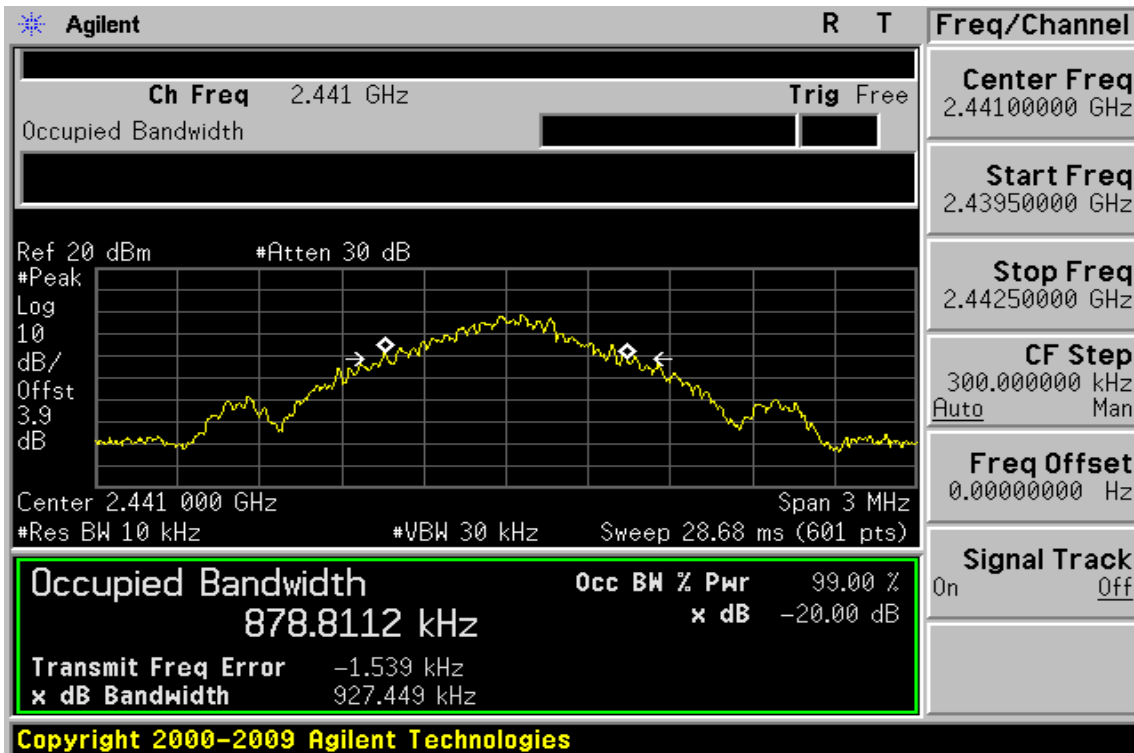 Agilent
R T
Freq/Channel
Ch Freq 2.441 GHz
Trig Free
Occupied Bandwidth
Ref 20 dBm
#Atten 30 dB
#Peak
Log
10
dB/
Offst
3.9
dB
Center 2.441 000 GHz
Span 3 MHz
#Res BW 10 kHz
#VBW 30 kHz
Sweep 28.68 ms (601 pts)
Occupied Bandwidth
878.8112 kHz
Occ BW % Pwr 99.00 %
x dB -20.00 dB
Transmit Freq Error -1.539 kHz
x dB Bandwidth 927.449 kHz
Center Freq
2.44100000 GHz
Start Freq
2.43950000 GHz
Stop Freq
2.44250000 GHz
CF Step
300.000000 kHz
Auto Man
Freq Offset
0.00000000 Hz
Signal Track
On Off
Copyright 2000-2009 Agilent Technologies